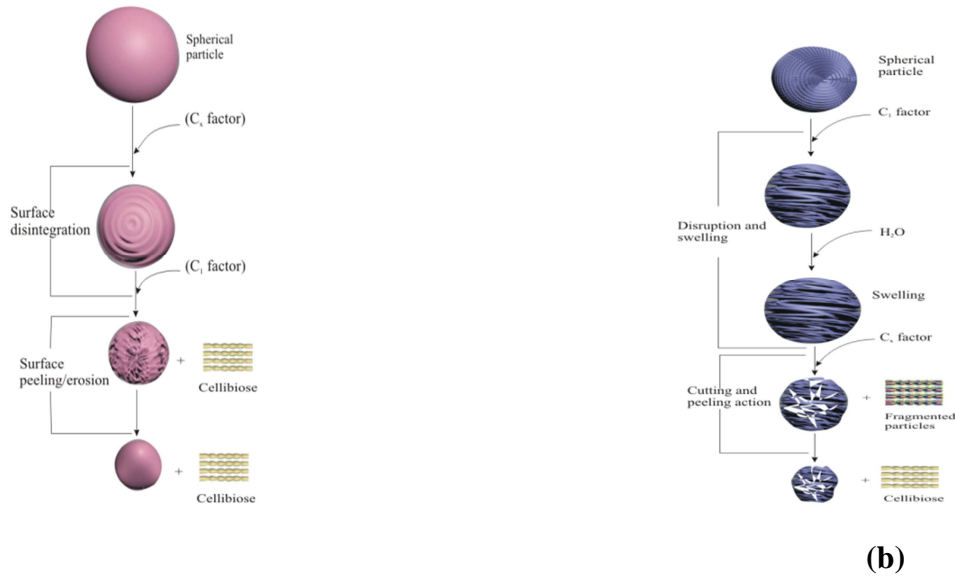 Spherical
particle
(Cₓ factor)
Surface
disintegration
(C₁ factor)
Surface
peeling/erosion
+
Cellibiose
+
Cellibiose
Spherical
particle
C₁ factor
Disruption and
swelling
H₂O
Swelling
Cₓ factor
Cutting and
peeling action
+
Fragmented
particles
+
Cellibiose
(b)